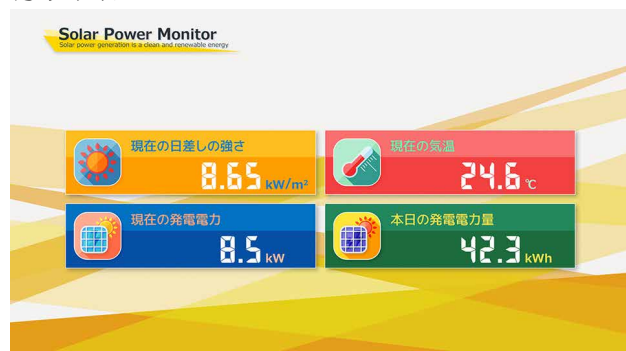 Solar Power Monitor
Solar power generation is a clean and renewable energy
現在の日差しの強さ
8.65 kW/m²
現在の気温
24.6 ℃
現在の発電電力
8.5 kW
本日の発電電力量
42.3 kWh